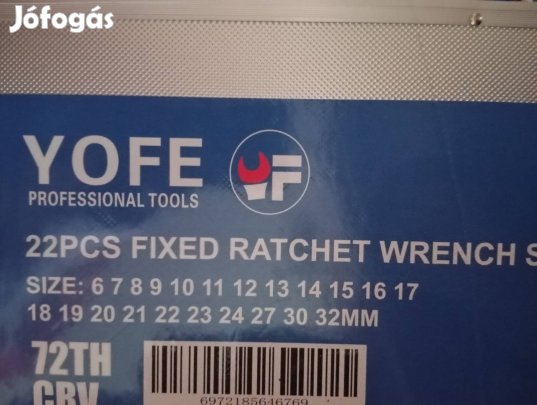 Jófogás
YOFE
PROFESSIONAL TOOLS
F
22PCS FIXED RATCHET WRENCH S
SIZE: 6 7 8 9 10 11 12 13 14 15 16 17
18 19 20 21 22 23 24 27 30 32MM
72TH
CRV
6972185646769